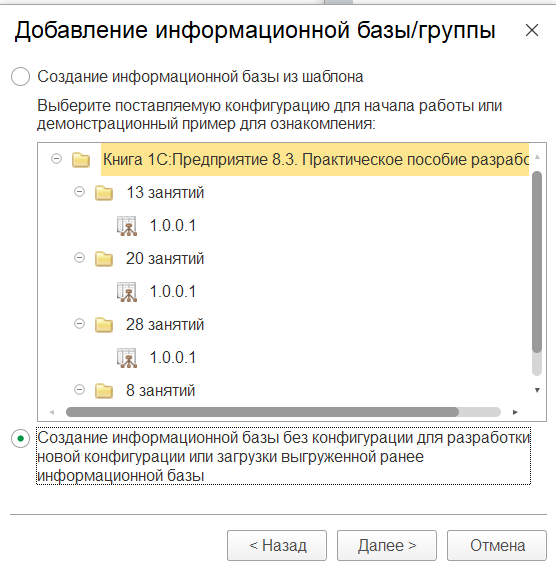 Добавление информационной базы/группы
Создание информационной базы из шаблона
Выберите поставляемую конфигурацию для начала работы или
демонстрационный пример для ознакомления:
Книга 1С:Предприятие 8.3. Практическое пособие разрабо
13 занятий
1.0.0.1
20 занятий
1.0.0.1
28 занятий
1.0.0.1
8 занятий
Создание информационной базы без конфигурации для разработки
новой конфигурации или загрузки выгруженной ранее
информационной базы
< Назад Далее > Отмена